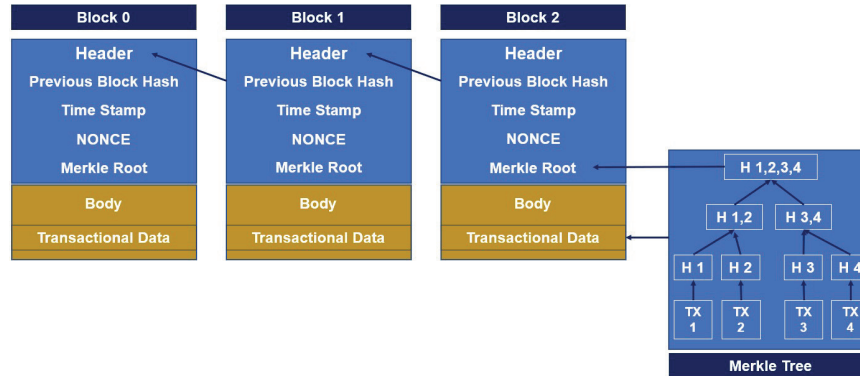 Block 0
Header
Previous Block Hash
Time Stamp
NONCE
Merkle Root
Body
Transactional Data
Block 1
Header
Previous Block Hash
Time Stamp
NONCE
Merkle Root
Body
Transactional Data
Block 2
Header
Previous Block Hash
Time Stamp
NONCE
Merkle Root
Body
Transactional Data
H 1,2,3,4
H 1,2
H 3,4
H 1
H 2
H 3
H 4
TX
1
TX
2
TX
3
TX
4
Merkle Tree